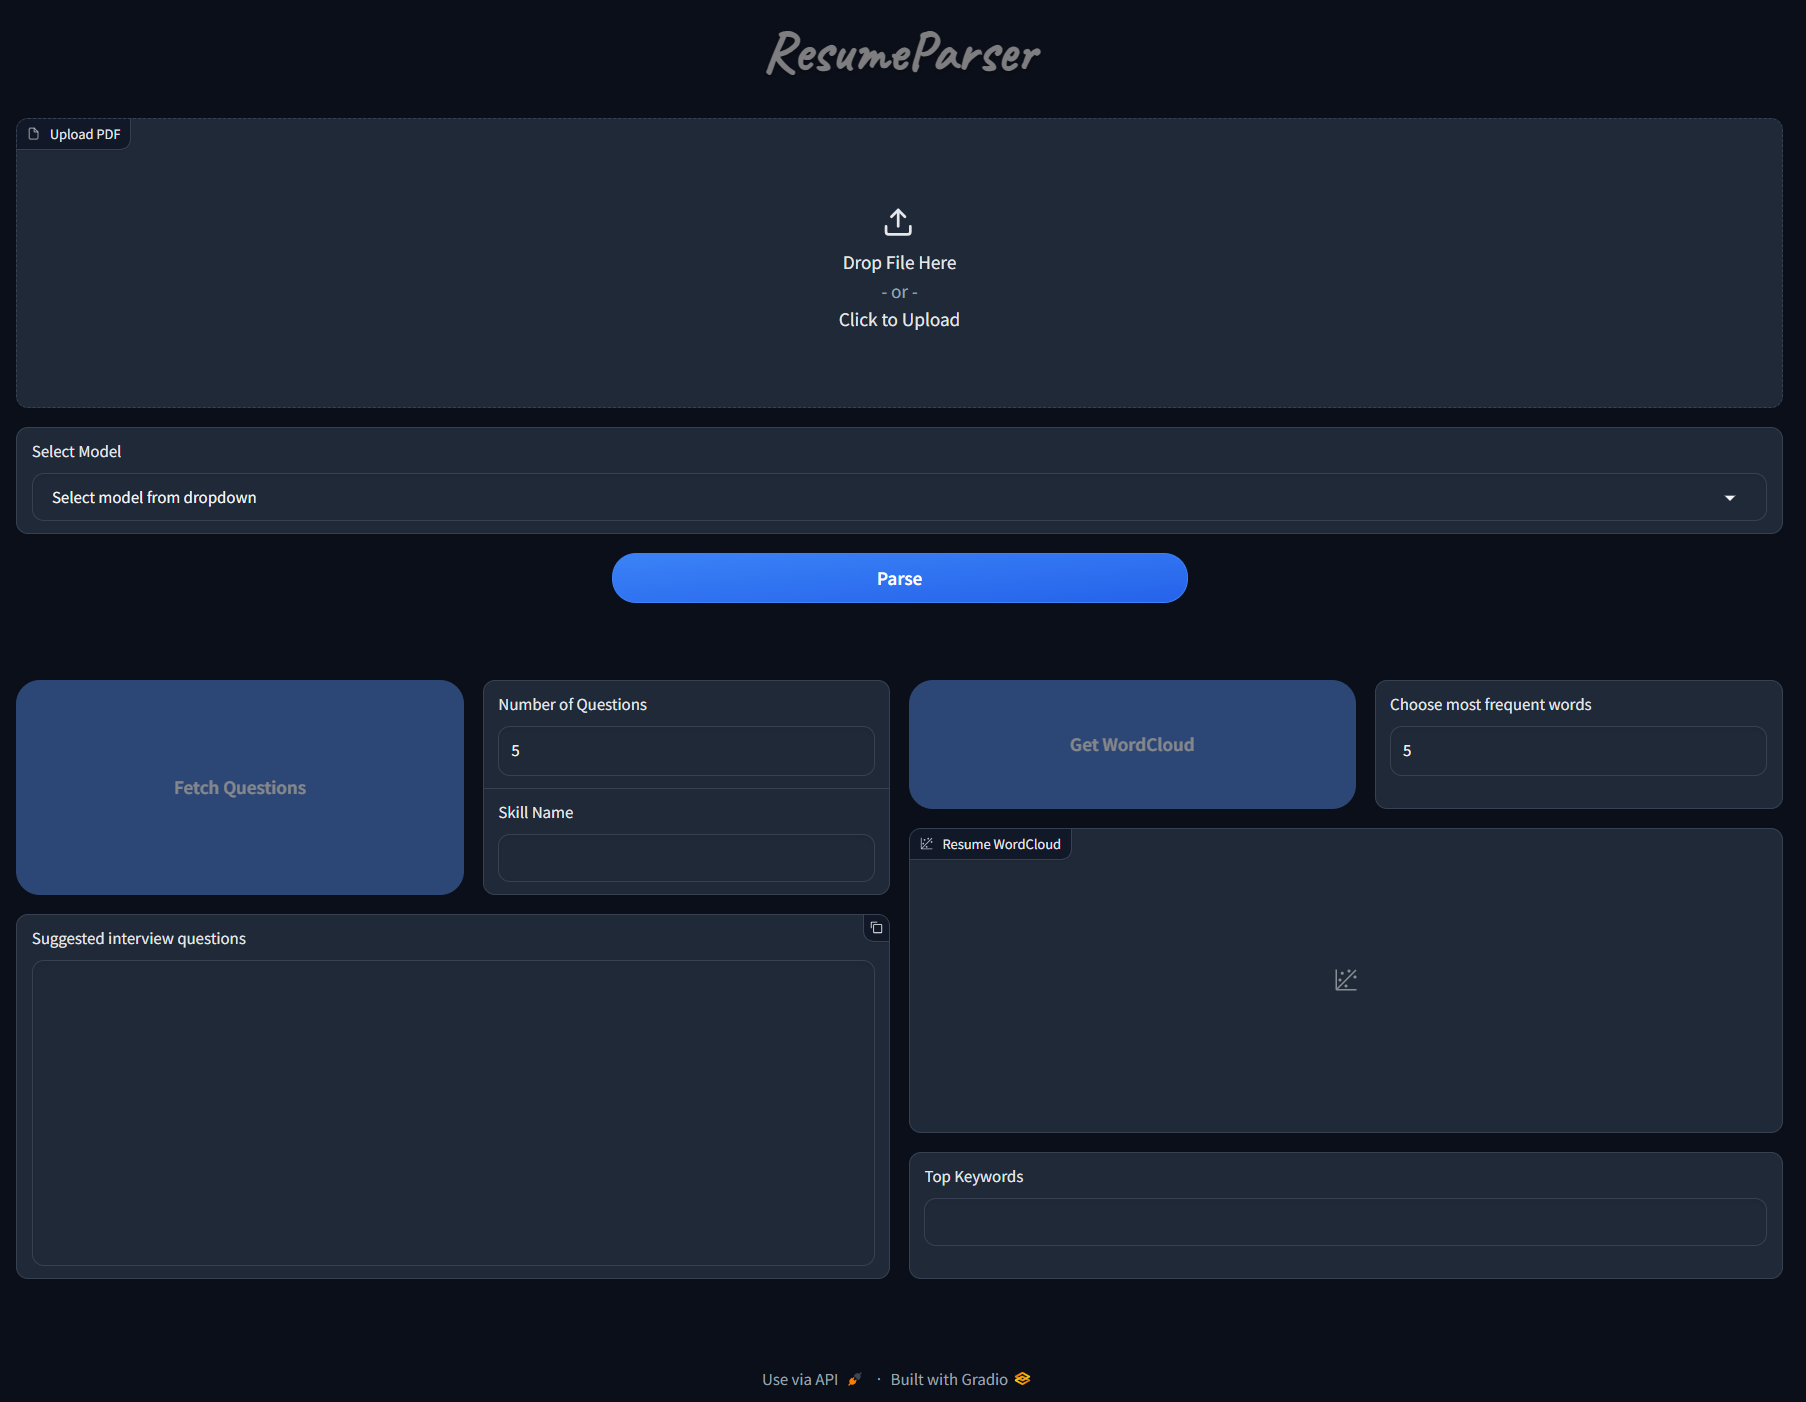 ResumeParser
Upload PDF
Drop File Here
- or -
Click to Upload
Select Model
Select model from dropdown
Parse
Fetch Questions
Number of Questions
5
Skill Name
Suggested interview questions
Get WordCloud
Choose most frequent words
5
Resume WordCloud
Top Keywords
Use via API · Built with Gradio